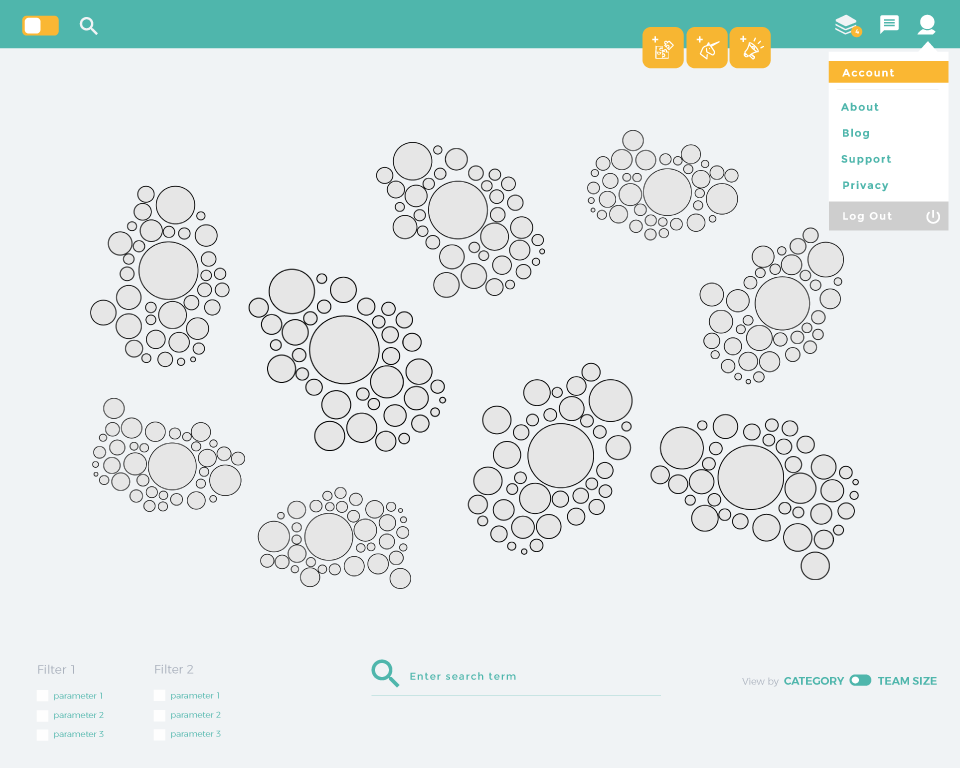 Account
About
Blog
Support
Privacy
Log Out
Filter 1
parameter 1
parameter 2
parameter 3
Filter 2
parameter 1
parameter 2
parameter 3
Enter search term
View by CATEGORY TEAM SIZE